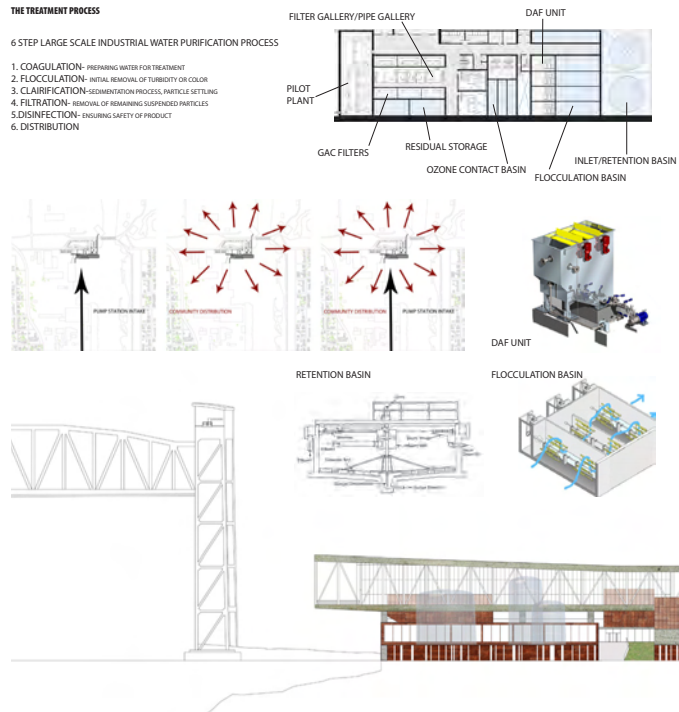 THE TREATMENT PROCESS
6 STEP LARGE SCALE INDUSTRIAL WATER PURIFICATION PROCESS
1. COAGULATION- PREPARING WATER FOR TREATMENT
2. FLOCCULATION- INITIAL REMOVAL OF TURBIDITY OR COLOR
3. CLAIRIFICATION-SEDIMENTATION PROCESS, PARTICLE SETTLING
4. FILTRATION- REMOVAL OF REMAINING SUSPENDED PARTICLES
5.DISINFECTION- ENSURING SAFETY OF PRODUCT
6. DISTRIBUTION
FILTER GALLERY/PIPE GALLERY
DAF UNIT
PILOT
PLANT
GAC FILTERS
RESIDUAL STORAGE
OZONE CONTACT BASIN
FLOCCULATION BASIN
INLET/RETENTION BASIN
PUMP STATION INTAKE
COMMUNITY DISTRIBUTION
COMMUNITY DISTRIBUTION
PUMP STATION INTAKE
DAF UNIT
RETENTION BASIN
FLOCCULATION BASIN